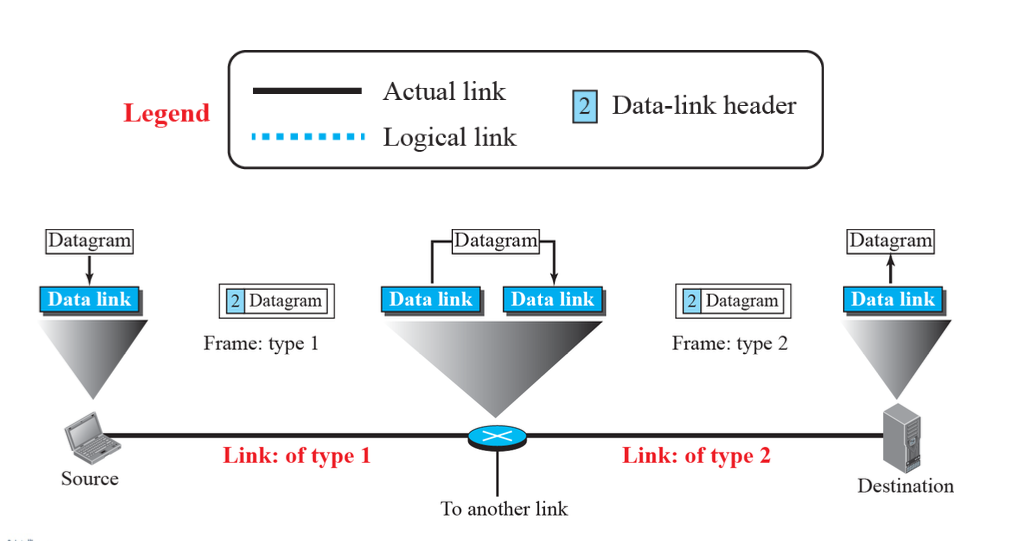 Legend
Actual link
Logical link
2 Data-link header
Datagram
Datagram
Datagram
Data link
2 Datagram
Data link
Data link
2 Datagram
Data link
Frame: type 1
Frame: type 2
Link: of type 1
Link: of type 2
Source
Destination
To another link